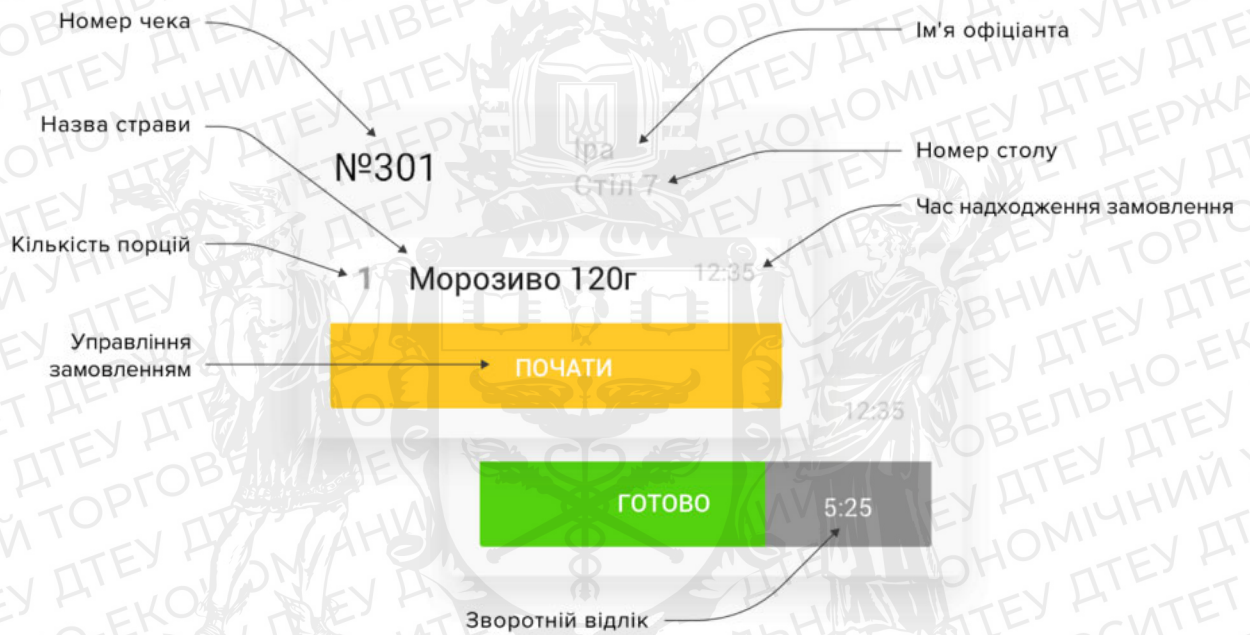 Номер чека
Ім'я офіціанта
Назва страви
Номер столу
№301
Іра
Стіл 7
Час надходження замовлення
Кількість порцій
1 Морозиво 120г 12:35
Управління
замовленням
ПОЧАТИ
12:35
ГОТОВО 5:25
Зворотній відлік